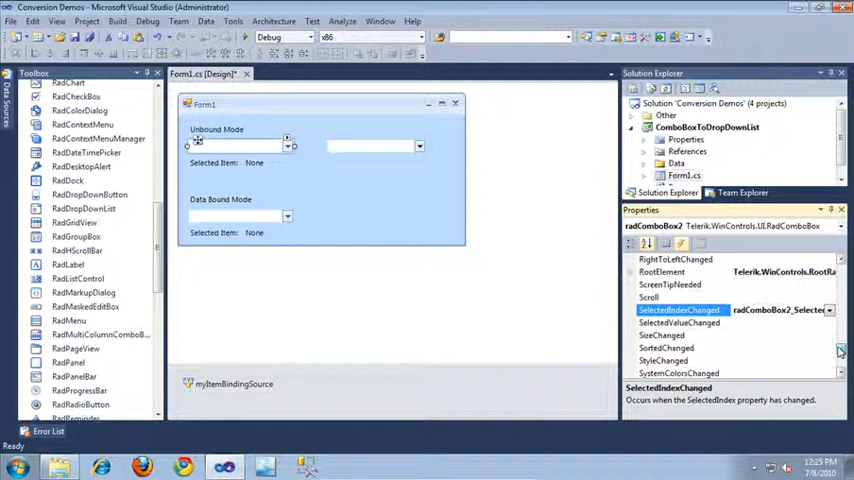 Conversion Demos - Microsoft Visual Studio (Administrator)
File Edit View Project Build Debug Team Data Tools Architecture Test Analyze Window Help
Debug x86
Toolbox
RadChart
RadCheckBox
RadColorDialog
RadContextMenu
RadContextMenuManager
RadDateTimePicker
RadDesktopAlert
RadDock
RadDropDownButton
RadDropDownList
RadGridView
RadGroupBox
RadHScrollBar
RadLabel
RadListControl
RadMarkupDialog
RadMaskedEditBox
RadMenu
RadMultiColumnComboB...
RadPageView
RadPanel
RadPanelBar
RadProgressBar
RadRadioButton
RadReminder
Data Sources
Form1.cs [Design]*
Form1
Unbound Mode
Selected Item: None
Data Bound Mode
Selected Item: None
myItemBindingSource
Solution Explorer
Solution 'Conversion Demos' (4 projects)
Other
ComboBoxToDropDownList
Properties
References
Data
Form1.cs
Solution Explorer Team Explorer
Properties
radComboBox2 Telerik.WinControls.UI.RadComboBox
RightToLeftChanged
RootElement Telerik.WinControls.RootRa
ScreenTipNeeded
Scroll
SelectedIndexChanged radComboBox2_Selected
SelectedValueChanged
SizeChanged
SortedChanged
StyleChanged
SystemColorsChanged
SelectedIndexChanged
Occurs when the SelectedIndex property has changed.
Error List
Ready
12:25 PM
7/8/2010